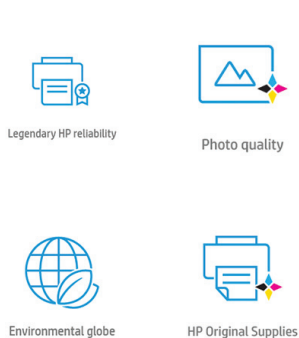 Legendary HP reliability
Photo quality
Environmental globe
HP Original Supplies